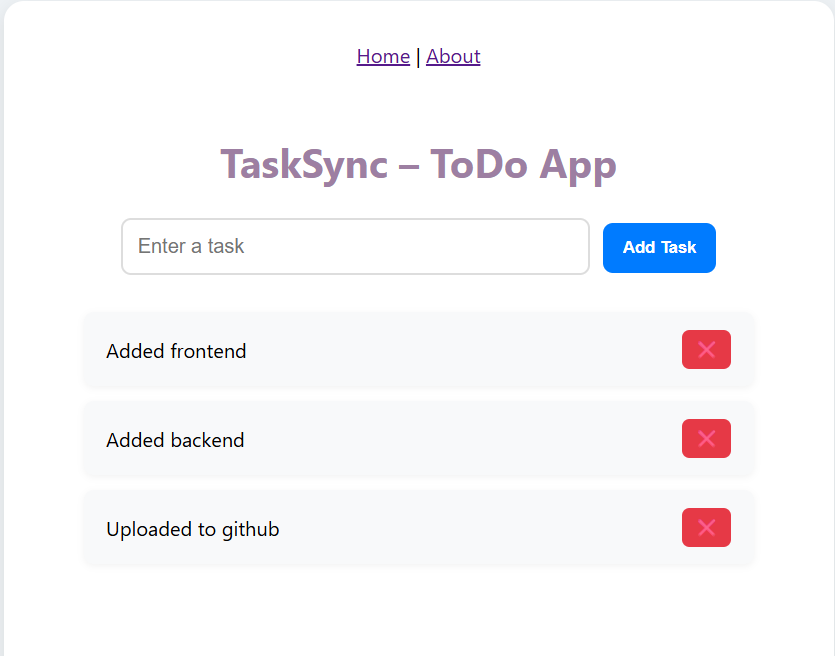 Home | About
TaskSync – ToDo App
Enter a task
Add Task
Added frontend
Added backend
Uploaded to github